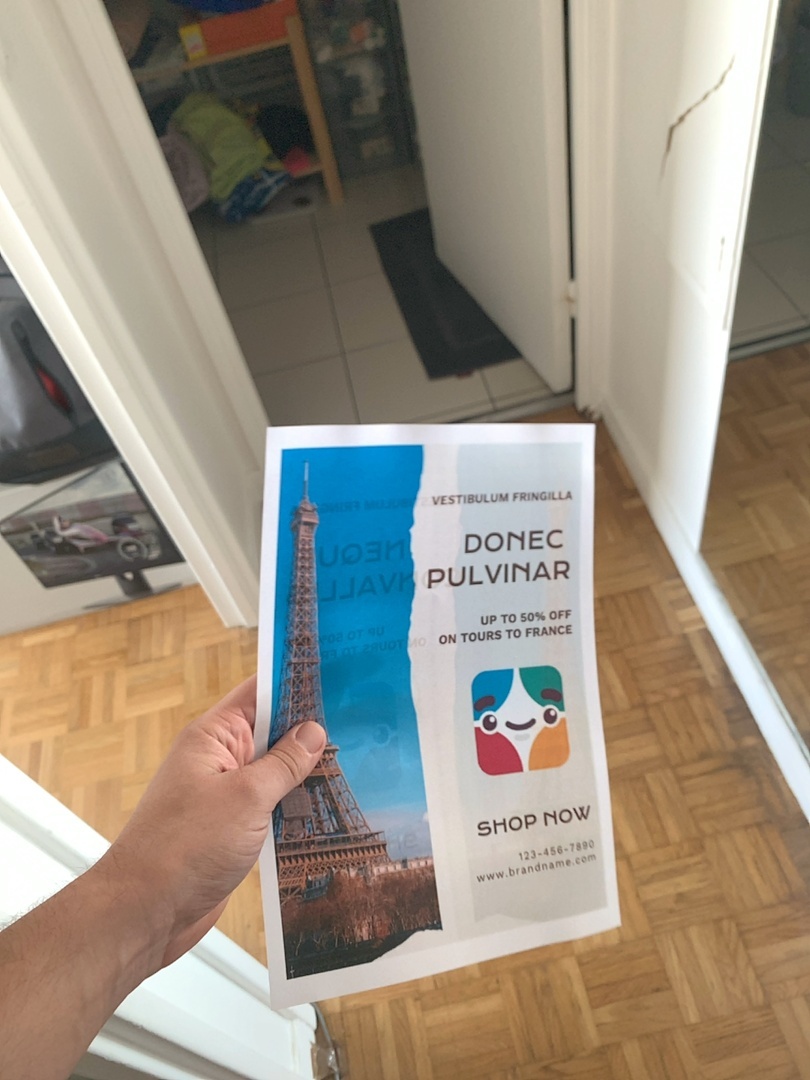 VESTIBULUM FRINGILLA
DONEC
PULVINAR
UP TO 50% OFF
ON TOURS TO FRANCE
SHOP NOW
123-456-7890
www.brandname.com